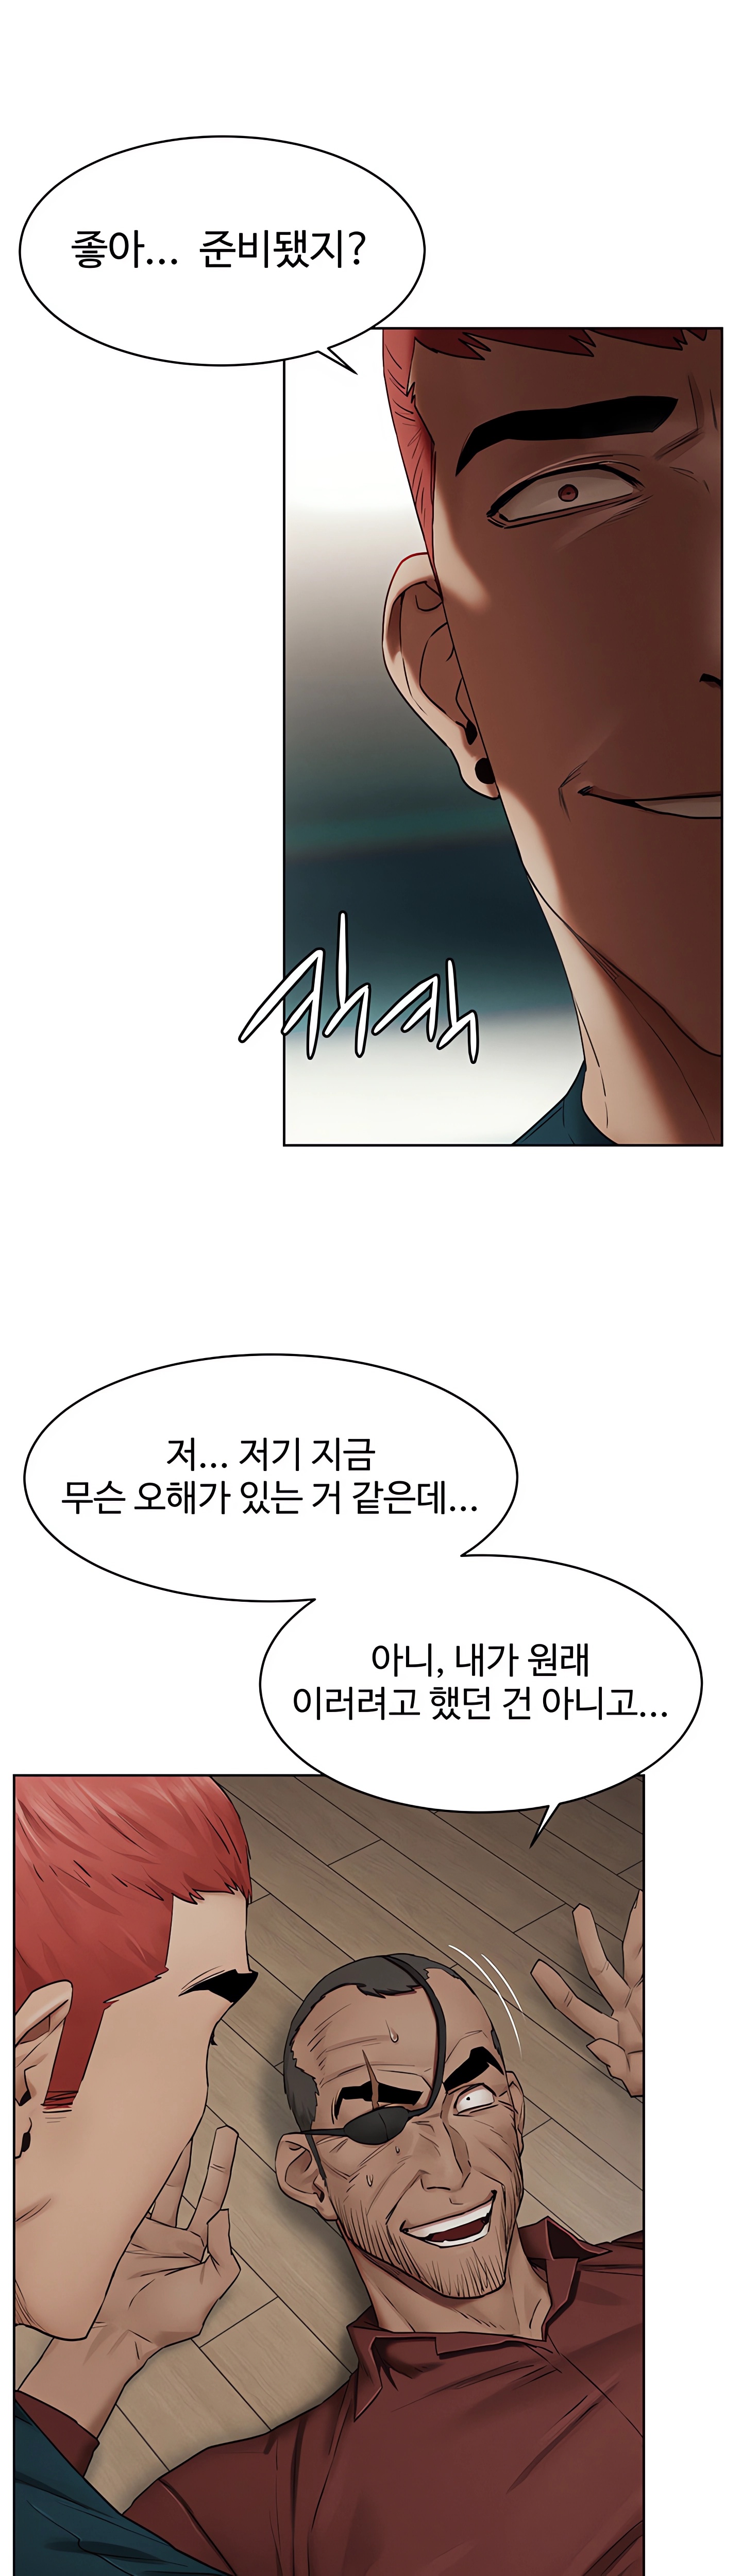 좋아... 준비됐지?
스스
저... 저기 지금
무슨 오해가 있는 거 같은데...
아니, 내가 원래
이러려고 했던 건 아니고...